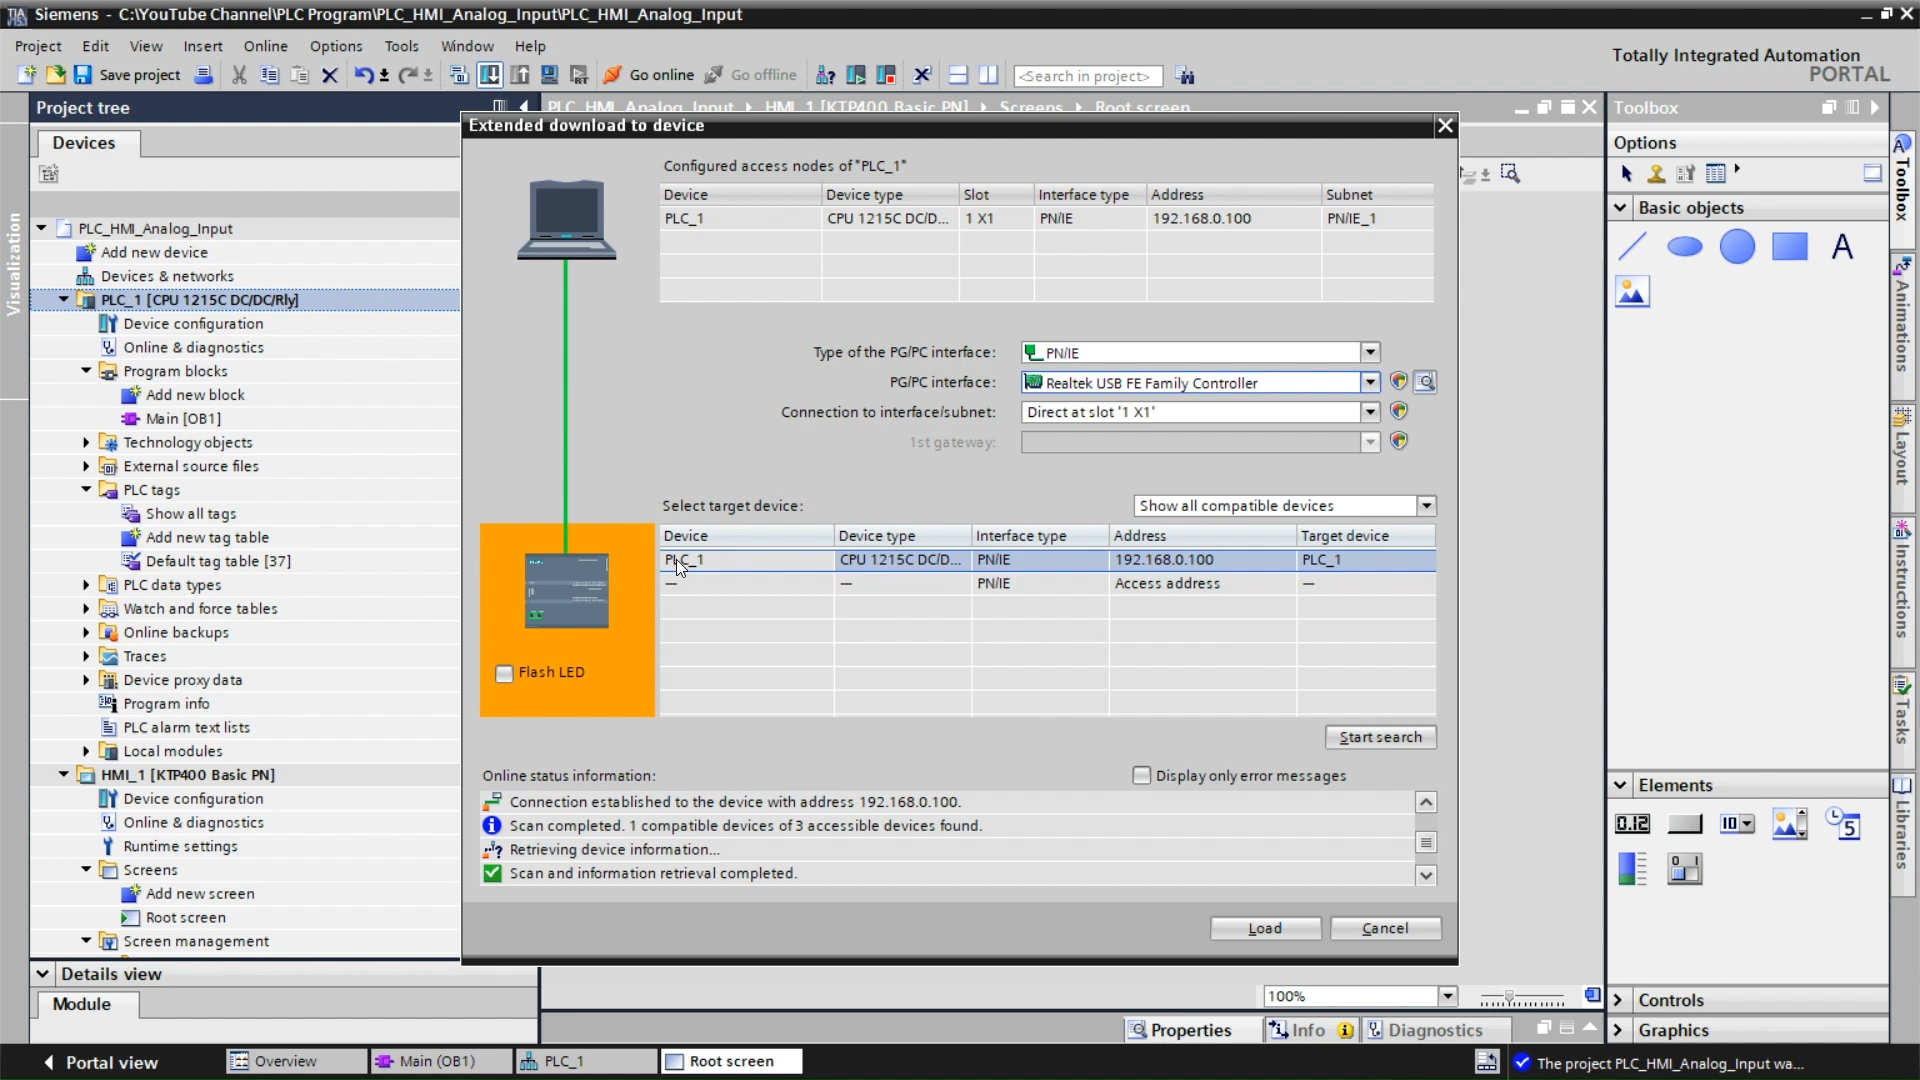 Siemens - C:\YouTube Channel\PLC Program\PLC_HMI_Analog_Input\PLC_HMI_Analog_Input
Project Edit View Insert Online Options Tools Window Help
Totally Integrated Automation
PORTAL
Save project
Go online
Go offline
<Search in project>
Project tree
PLC_HMI_Analog_Input HMI_1 [KTP400 Basic PN] Screens Root screen
Toolbox
Devices
Options
Visualization
PLC_HMI_Analog_Input
Add new device
Devices & networks
PLC_1 [CPU 1215C DC/DC/Rly]
Device configuration
Online & diagnostics
Program blocks
Add new block
Main [OB1]
Technology objects
External source files
PLC tags
Show all tags
Add new tag table
Default tag table [37]
PLC data types
Watch and force tables
Online backups
Traces
Device proxy data
Program info
PLC alarm text lists
Local modules
HMI_1 [KTP400 Basic PN]
Device configuration
Online & diagnostics
Runtime settings
Screens
Add new screen
Root screen
Screen management
Details view
Module
Extended download to device
Configured access nodes of "PLC_1"
Device Device type Slot Interface type Address Subnet
PLC_1 CPU 1215C DC/D... 1 X1 PN/IE 192.168.0.100 PN/IE_1
Type of the PG/PC interface: PN/IE
PG/PC interface: Realtek USB FE Family Controller
Connection to interface/subnet: Direct at slot '1 X1'
1st gateway:
Select target device: Show all compatible devices
Device Device type Interface type Address Target device
PLC_1 CPU 1215C DC/D... PN/IE 192.168.0.100 PLC_1
— — PN/IE Access address —
Flash LED
Start search
Online status information:
Display only error messages
Connection established to the device with address 192.168.0.100.
Scan completed. 1 compatible devices of 3 accessible devices found.
Retrieving device information...
Scan and information retrieval completed.
Load Cancel
100%
Properties Info Diagnostics
Basic objects
A
Elements
0.12
10
5
0 1
Controls
Graphics
Toolbox
Animations
Layout
Instructions
Tasks
Libraries
Portal view
Overview
Main (OB1)
PLC_1
Root screen
The project PLC_HMI_Analog_Input wa...